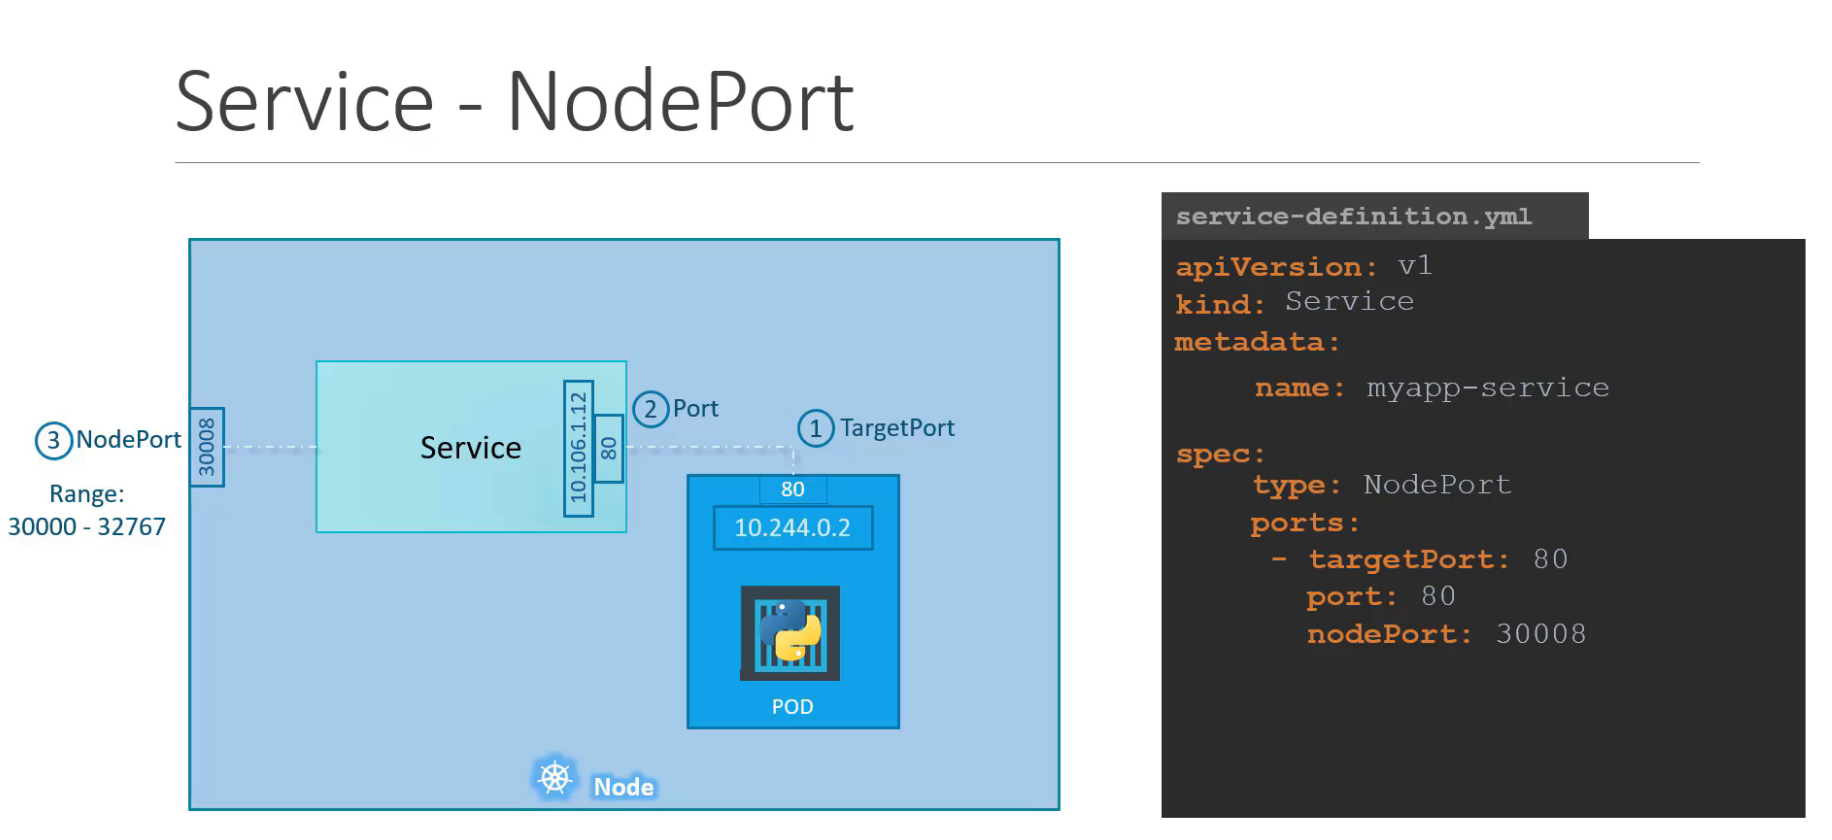 Service - NodePort
3 NodePort
Range:
30000 - 32767
30008
Service
10.106.1.12
80
2 Port
1 TargetPort
80
10.244.0.2
POD
Node
service-definition.yml
apiVersion: v1
kind: Service
metadata:
name: myapp-service
spec:
type: NodePort
ports:
- targetPort: 80
port: 80
nodePort: 30008